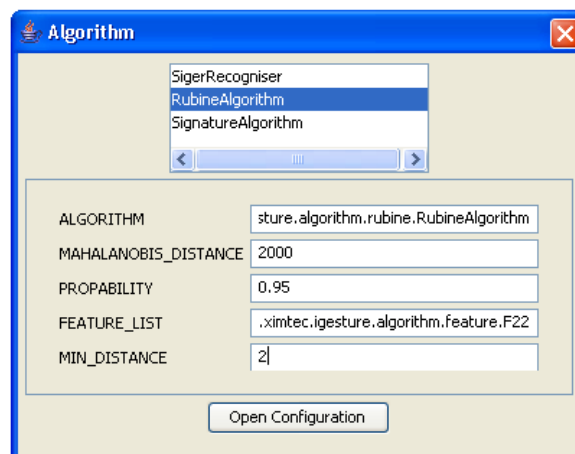 Algorithm
SigerRecogniser
RubineAlgorithm
SignatureAlgorithm
ALGORITHM sture.algorithm.rubine.RubineAlgorithm
MAHALANOBIS_DISTANCE 2000
PROPABILITY 0.95
FEATURE_LIST .ximtec.igesture.algorithm.feature.F22
MIN_DISTANCE 2
Open Configuration